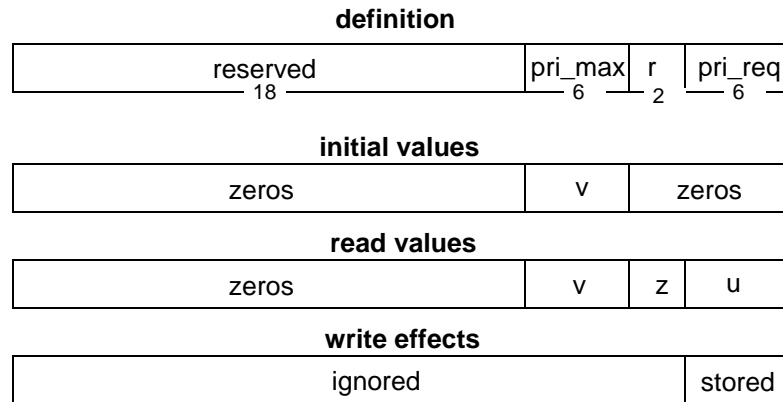 definition
reserved pri_max r pri_req
18 6 2 6
initial values
zeros v zeros
read values
zeros v z u
write effects
ignored stored